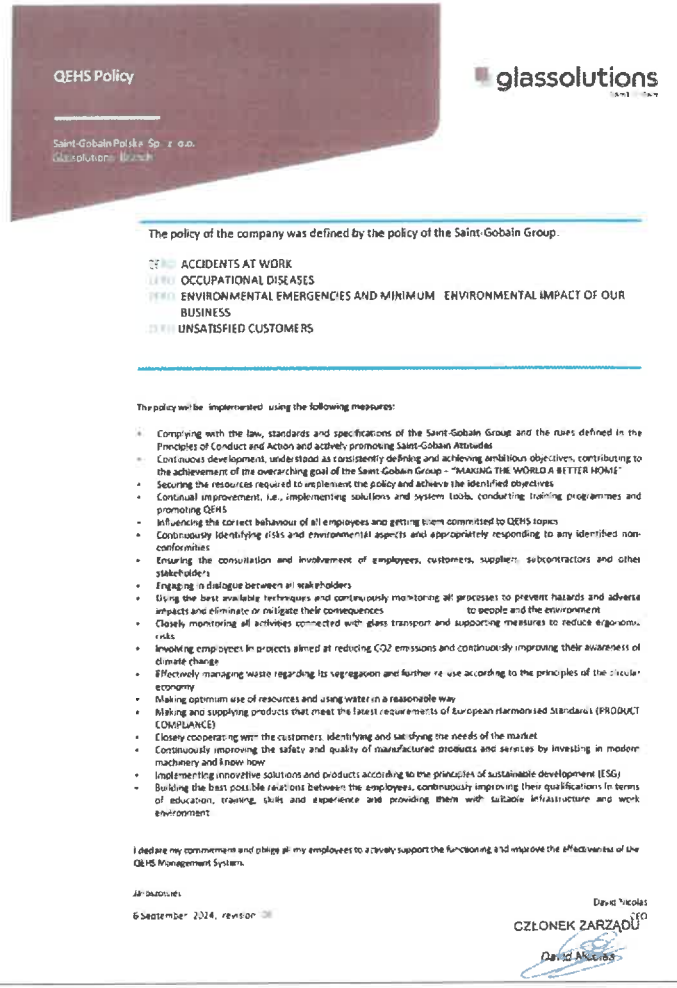 QEHS Policy
glassolutions
Saint-Gobain Polska Sp. z o.o.
Glassolutions Branch
The policy of the company was defined by the policy of the Saint-Gobain Group.
ZERO ACCIDENTS AT WORK
ZERO OCCUPATIONAL DISEASES
ZERO ENVIRONMENTAL EMERGENCIES AND MINIMUM ENVIRONMENTAL IMPACT OF OUR
BUSINESS
ZERO UNSATISFIED CUSTOMERS
The policy will be implemented using the following measures:
• Complying with the law, standards and specifications of the Saint-Gobain Group and the rules defined in the
Principles of Conduct and Action and actively promoting Saint-Gobain Attitudes
• Continuous development, understood as consistently defining and achieving ambitious objectives, contributing to
the achievement of the overarching goal of the Saint-Gobain Group – "MAKING THE WORLD A BETTER HOME"
• Securing the resources required to implement the policy and achieve the identified objectives
• Continual improvement, i.e., implementing solutions and system tools, conducting training programmes and
promoting QEHS
• Influencing the correct behaviour of all employees and getting them committed to QEHS topics
• Continuously identifying risks and environmental aspects and appropriately responding to any identified non-
conformities
• Ensuring the consultation and involvement of employees, customers, suppliers, subcontractors and other
stakeholders
• Engaging in dialogue between all stakeholders
• Using the best available techniques and continuously monitoring all processes to prevent hazards and adverse
impacts and eliminate or mitigate their consequences to people and the environment
• Closely monitoring all activities connected with glass transport and supporting measures to reduce ergonomic
risks
• Involving employees in projects aimed at reducing CO2 emissions and continuously improving their awareness of
climate change
• Effectively managing waste regarding its segregation and further re-use according to the principles of the circular
economy
• Making optimum use of resources and using water in a reasonable way
• Making and supplying products that meet the latest requirements of European Harmonised Standards (PRODUCT
COMPLIANCE)
• Closely cooperating with the customers, identifying and satisfying the needs of the market
• Continuously improving the safety and quality of manufactured products and services by investing in modern
machinery and know how
• Implementing innovative solutions and products according to the principles of sustainable development (ESG)
• Building the best possible relations between the employees, continuously improving their qualifications in terms
of education, training, skills and experience and providing them with suitable infrastructure and work
environment
I declare my commitment and oblige all my employees to actively support the functioning and improve the effectiveness of the
QEHS Management System.
6 September 2024, revision
David Nicolas
CEO
CZŁONEK ZARZĄDU
David Nicolas